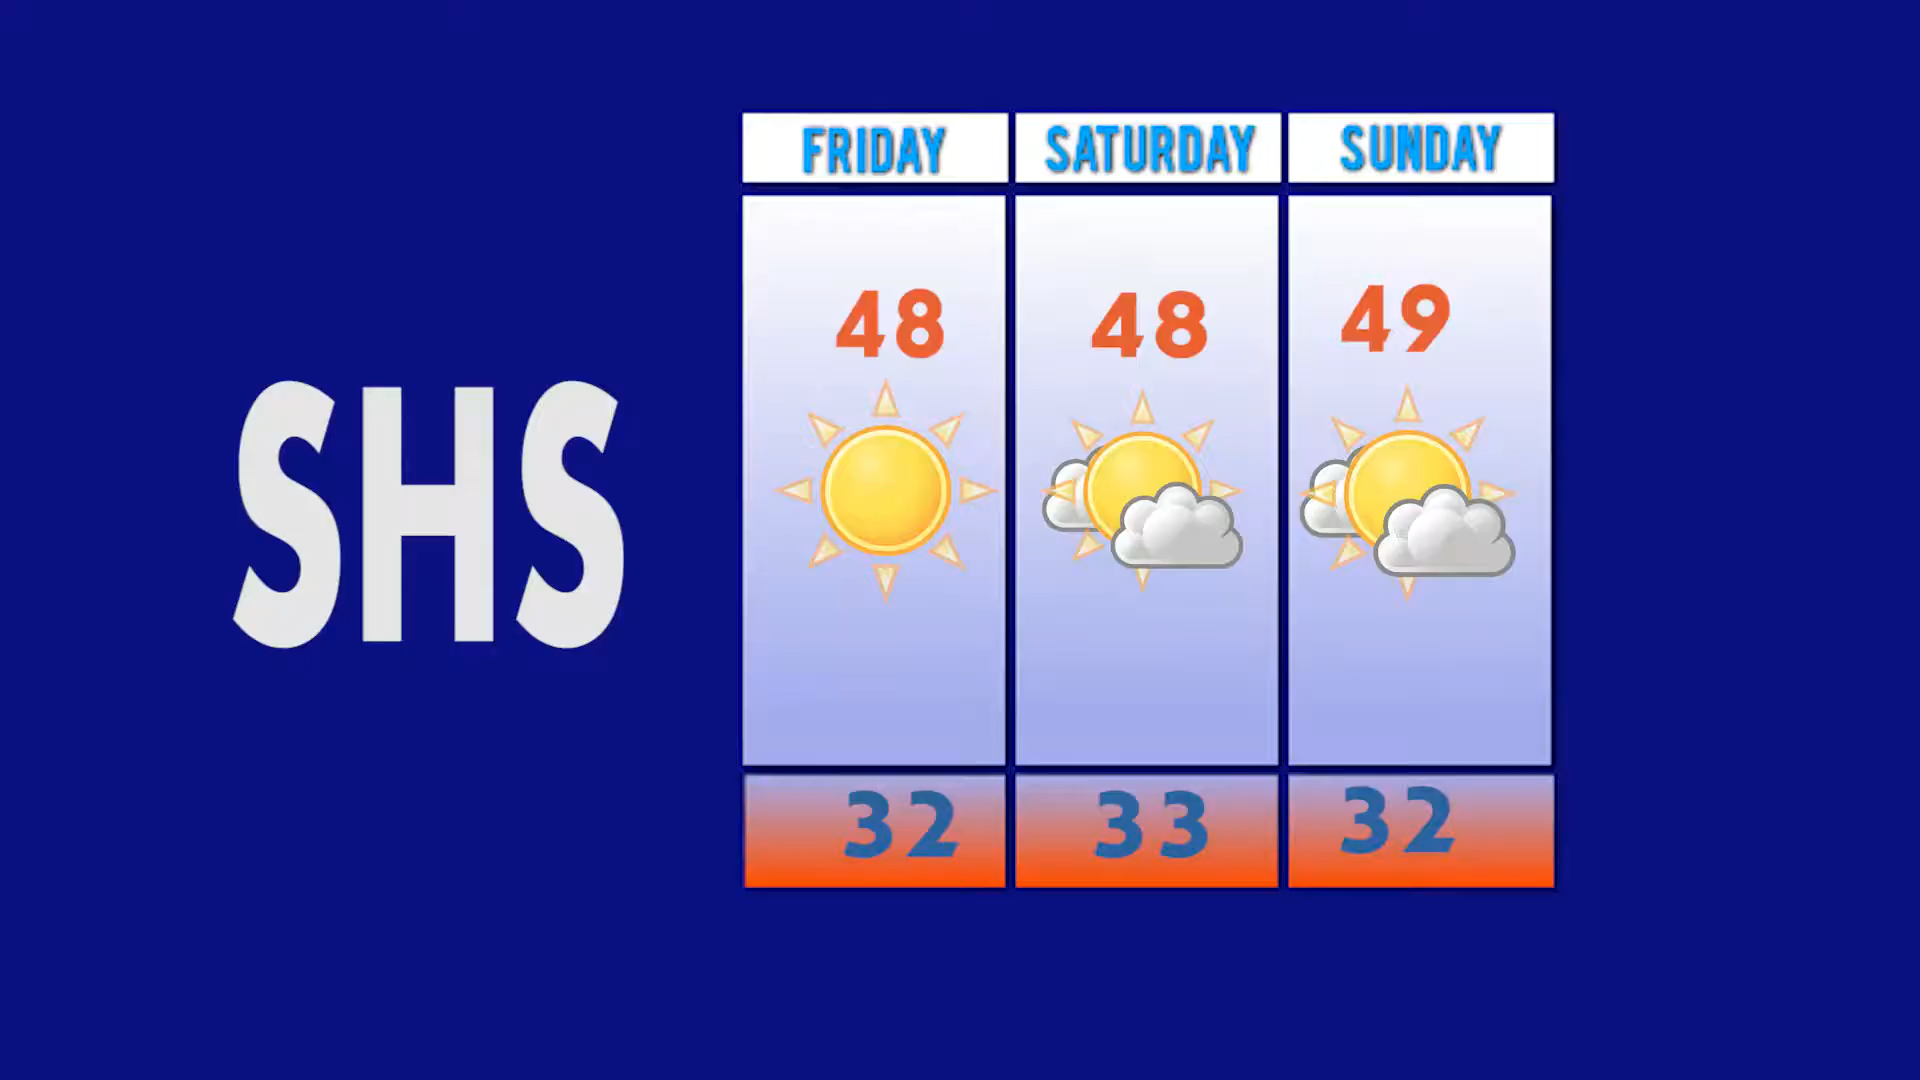 SHS
FRIDAY SATURDAY SUNDAY
48 48 49
32 33 32